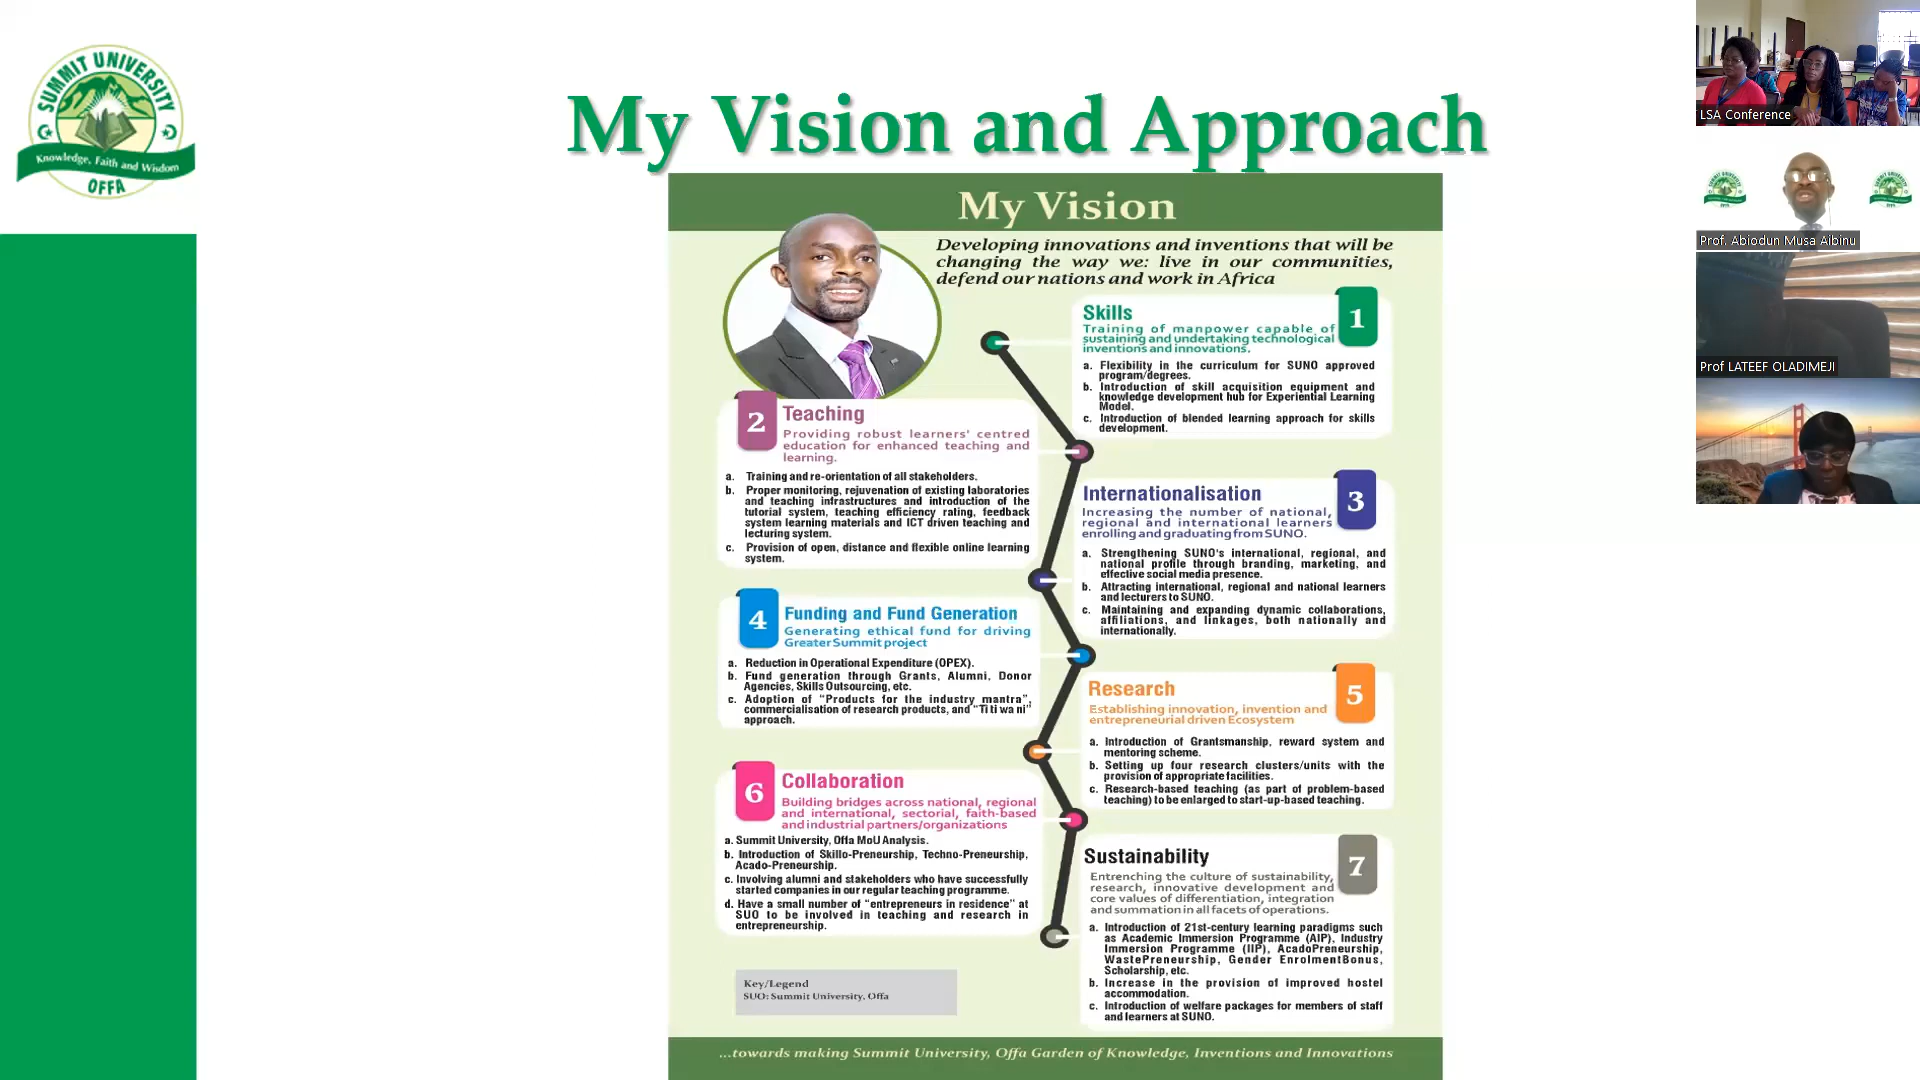 SUMMIT UNIVERSITY
Knowledge, Faith and Wisdom
OFFA
My Vision and Approach
My Vision
Developing innovations and inventions that will be
changing the way we: live in our communities,
defend our nations and work in Africa
1
Skills
Training of manpower capable of
sustaining and undertaking technological
inventions and innovations.
a. Flexibility in the curriculum for SUNO approved
program/degrees.
b. Introduction of skill acquisition equipment and
knowledge development hub for Experiential Learning
Model.
c. Introduction of blended learning approach for skills
development.
2
Teaching
Providing robust learners' centred
education for enhanced teaching and
learning.
a. Training and re-orientation of all stakeholders.
b. Proper monitoring, rejuvenation of existing laboratories
and teaching infrastructures and introduction of the
tutorial system, teaching efficiency rating, feedback
system learning materials and ICT driven teaching and
lecturing system.
c. Provision of open, distance and flexible online learning
system.
3
Internationalisation
Increasing the number of national,
regional and international learners
enrolling and graduating from SUNO.
a. Strengthening SUNO's international, regional, and
national profile through branding, marketing, and
effective social media presence.
b. Attracting international, regional and national learners
and lecturers to SUNO.
c. Maintaining and expanding dynamic collaborations,
affiliations, and linkages, both nationally and
internationally.
4
Funding and Fund Generation
Generating ethical fund for driving
Greater Summit project
a. Reduction in Operational Expenditure (OPEX).
b. Fund generation through Grants, Alumni, Donor
Agencies, Skills Outsourcing, etc.
c. Adoption of “Products for the industry mantra”,
commercialisation of research products, and “Ti ti wa ni”
approach.
5
Research
Establishing innovation, invention and
entrepreneurial driven Ecosystem
a. Introduction of Grantsmanship, reward system and
mentoring scheme.
b. Setting up four research clusters/units with the
provision of appropriate facilities.
c. Research-based teaching (as part of problem-based
teaching) to be enlarged to start-up-based teaching.
6
Collaboration
Building bridges across national, regional
and international, sectorial, faith-based
and industrial partners/organizations
a. Summit University, Offa MoU Analysis.
b. Introduction of Skillo-Preneurship, Techno-Preneurship,
Acado-Preneurship.
c. Involving alumni and stakeholders who have successfully
started companies in our regular teaching programme.
d. Have a small number of “entrepreneurs in residence” at
SUO to be involved in teaching and research in
entrepreneurship.
7
Sustainability
Entrenching the culture of sustainability,
research, innovative development and
core values of differentiation, integration
and summation in all facets of operations.
a. Introduction of 21st-century learning paradigms such
as Academic Immersion Programme (AIP), Industry
Immersion Programme (IIP), AcadoPreneurship,
WastePreneurship, Gender EnrolmentBonus,
Scholarship, etc.
b. Increase in the provision of improved hostel
accommodation.
c. Introduction of welfare packages for members of staff
and learners at SUNO.
Key/Legend
SUO: Summit University, Offa
...towards making Summit University, Offa Garden of Knowledge, Inventions and Innovations
LSA Conference
Prof. Abiodun Musa Aibinu
Prof LATEEF OLADIMEJI